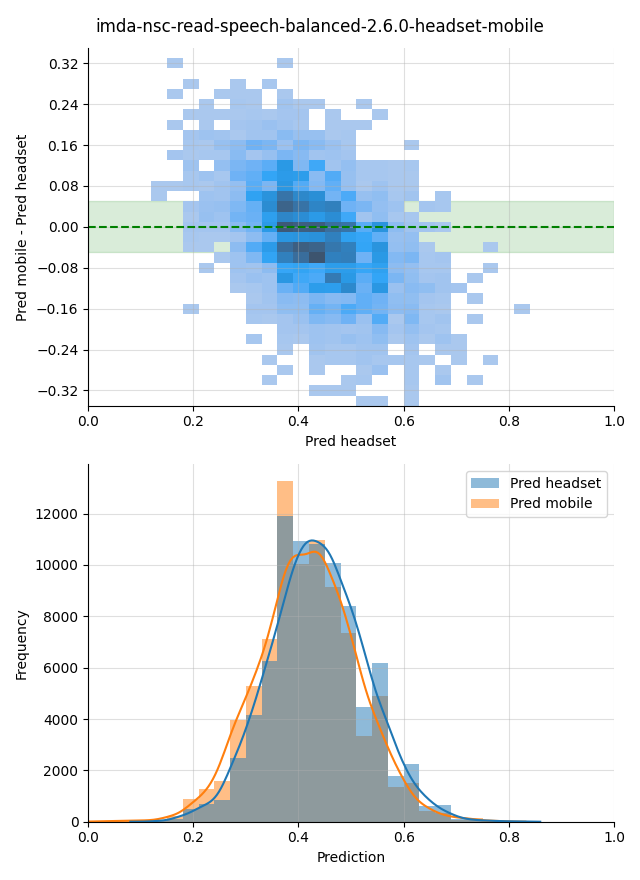 imda-nsc-read-speech-balanced-2.6.0-headset-mobile
0.32
0.24
0.16
0.08
0.00
−0.08
−0.16
−0.24
−0.32
Pred mobile - Pred headset
0.0 0.2 0.4 0.6 0.8 1.0
Pred headset
Pred headset
Pred mobile
12000
10000
8000
6000
4000
2000
0
Frequency
0.0 0.2 0.4 0.6 0.8 1.0
Prediction